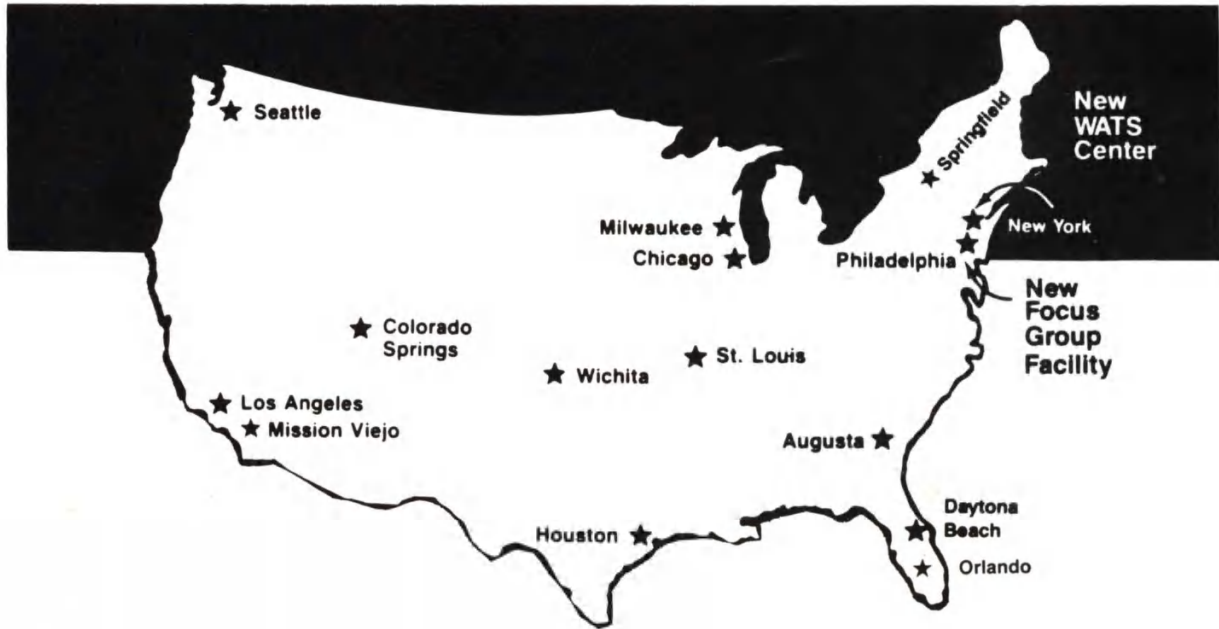 Seattle
Springfield
New
WATS
Center
Milwaukee
New York
Chicago
Philadelphia
New
Focus
Group
Facility
Colorado
Springs
St. Louis
Wichita
Los Angeles
Mission Viejo
Augusta
Daytona
Beach
Houston
Orlando